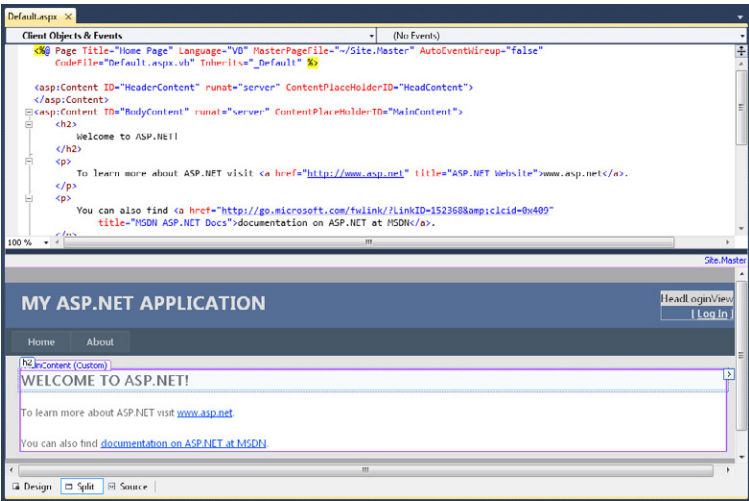 Default.aspx ×
Client Objects & Events (No Events)
<%@ Page Title="Home Page" Language="VB" MasterPageFile="~/Site.Master" AutoEventWireup="false"
CodeFile="Default.aspx.vb" Inherits="_Default" %>
<asp:Content ID="HeaderContent" runat="server" ContentPlaceHolderID="HeadContent">
</asp:Content>
<asp:Content ID="BodyContent" runat="server" ContentPlaceHolderID="MainContent">
<h2>
Welcome to ASP.NET!
</h2>
<p>
To learn more about ASP.NET visit <a href="http://www.asp.net" title="ASP.NET Website">www.asp.net</a>.
</p>
<p>
You can also find <a href="http://go.microsoft.com/fwlink/?LinkID=152368&amp;clcid=0x409"
title="MSDN ASP.NET Docs">documentation on ASP.NET at MSDN</a>.
</p>
100 %
Site.Master
MY ASP.NET APPLICATION
HeadLoginView
[ Log In ]
Home About
h2
inContent (Custom)
WELCOME TO ASP.NET!
To learn more about ASP.NET visit www.asp.net.
You can also find documentation on ASP.NET at MSDN.
Design Split Source